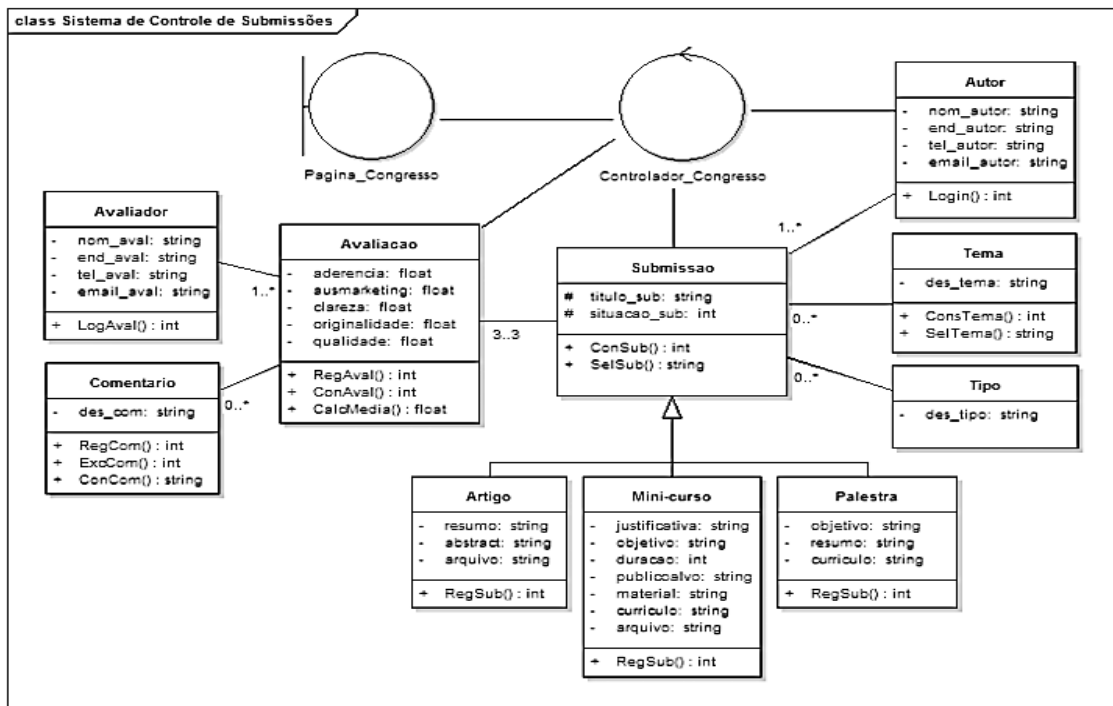 class Sistema de Controle de Submissões
Pagina_Congresso
Controlador_Congresso
Autor
- nom_autor: string
- end_autor: string
- tel_autor: string
- email_autor: string
+ Login() : int
Avaliador
- nom_aval: string
- end_aval: string
- tel_aval: string
- email_aval: string
+ LogAval() : int
1..*
Avaliacao
- aderencia: float
- ausmarketing: float
- clareza: float
- originalidade: float
- qualidade: float
+ RegAval() : int
+ ConAval() : int
+ CalcMedia() : float
3..3
1..*
Submissao
# titulo_sub: string
# situacao_sub: int
+ ConSub() : int
+ SelSub() : string
0..*
0..*
Tema
- des_tema: string
+ ConsTema() : int
+ SelTema() : string
Tipo
- des_tipo: string
Comentario
- des_com: string
+ RegCom() : int
+ ExcCom() : int
+ ConCom() : string
0..*
Artigo
- resumo: string
- abstract: string
- arquivo: string
+ RegSub() : int
Mini-curso
- justificativa: string
- objetivo: string
- duracao: int
- publicoalvo: string
- material: string
- curriculo: string
- arquivo: string
+ RegSub() : int
Palestra
- objetivo: string
- resumo: string
- curriculo: string
+ RegSub() : int